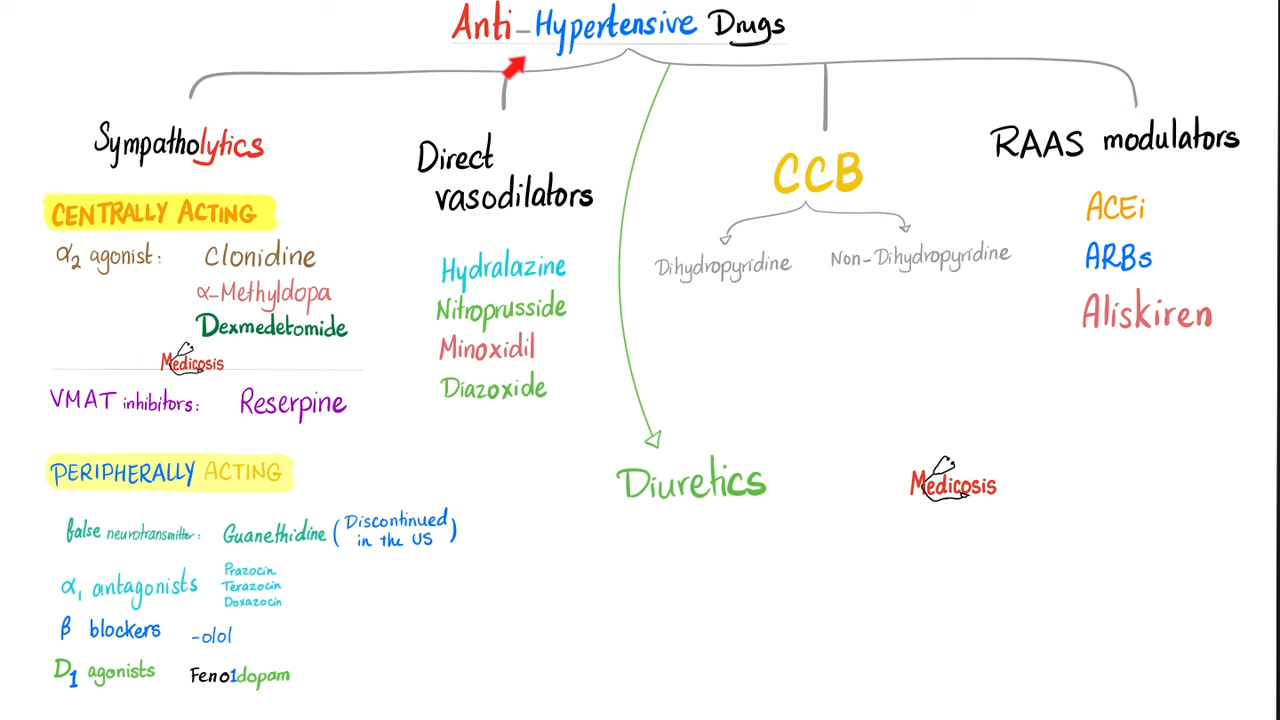 Anti-Hypertensive Drugs
Sympatholytics
CENTRALLY ACTING
α2 agonist: Clonidine
α-Methyldopa
Dexmedetomide
Medicosis
VMAT inhibitors: Reserpine
PERIPHERALLY ACTING
false neurotransmitter: Guanethidine (Discontinued
in the US)
α1 antagonists Prazocin
Terazocin
Doxazocin
β blockers -olol
D1 agonists Feno1dopam
Direct
vasodilators
Hydralazine
Nitroprusside
Minoxidil
Diazoxide
Diuretics
CCB
Dihydropyridine Non-Dihydropyridine
RAAS modulators
ACEi
ARBs
Aliskiren
Medicosis